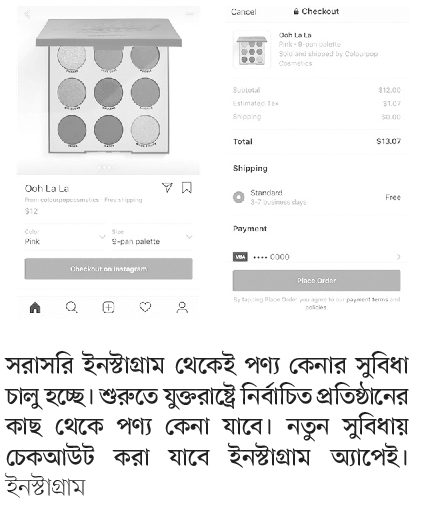 Ooh La La
From colourpopcosmetics · Free shipping
$12
Color
Pink
Size
9-pan palette
Checkout on Instagram
Cancel
Checkout
Ooh La La
Pink · 9-pan palette
Sold and shipped by Colourpop
Cosmetics
Subtotal $12.00
Estimated Tax $1.07
Shipping $0.00
Total $13.07
Shipping
Standard
3-7 business days
Free
Payment
VISA •••• 0000
Place Order
By tapping Place Order you agree to our payment terms and
policies.
সরাসরি ইনস্টাগ্রাম থেকেই পণ্য কেনার সুবিধা
চালু হচ্ছে। শুরুতে যুক্তরাষ্ট্রে নির্বাচিত প্রতিষ্ঠানের
কাছ থেকে পণ্য কেনা যাবে। নতুন সুবিধায়
চেকআউট করা যাবে ইনস্টাগ্রাম অ্যাপেই।
ইনস্টাগ্রাম